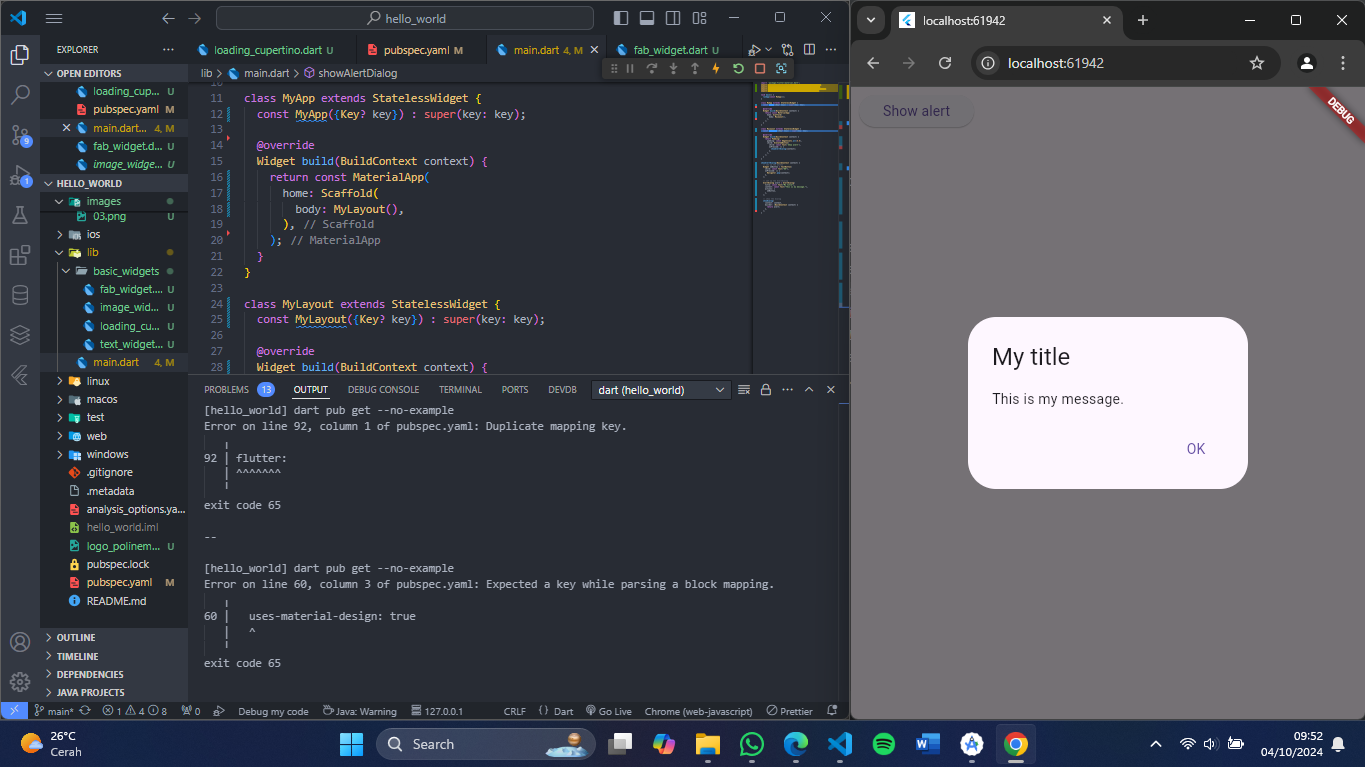 hello_world
EXPLORER
loading_cupertino.dart U
pubspec.yaml M
main.dart 4, M
fab_widget.dart U
OPEN EDITORS
loading_cup... U
pubspec.yaml M
main.dart... 4, M
fab_widget.d... U
image_widge... U
HELLO_WORLD
images
03.png U
ios
lib
basic_widgets
fab_widget.... U
image_wid... U
loading_cu... U
text_widget... U
main.dart 4, M
linux
macos
test
web
windows
.gitignore
.metadata
analysis_options.ya...
hello_world.iml
logo_polinem... U
pubspec.lock
pubspec.yaml M
README.md
OUTLINE
TIMELINE
DEPENDENCIES
JAVA PROJECTS
9
1
lib > main.dart > showAlertDialog
10
11 class MyApp extends StatelessWidget {
12 const MyApp({Key? key}) : super(key: key);
13
14 @override
15 Widget build(BuildContext context) {
16 return const MaterialApp(
17 home: Scaffold(
18 body: MyLayout(),
19 ), // Scaffold
20 ); // MaterialApp
21 }
22 }
23
24 class MyLayout extends StatelessWidget {
25 const MyLayout({Key? key}) : super(key: key);
26
27 @override
28 Widget build(BuildContext context) {
PROBLEMS 13 OUTPUT DEBUG CONSOLE TERMINAL PORTS DEVDB dart (hello_world)
[hello_world] dart pub get --no-example
Error on line 92, column 1 of pubspec.yaml: Duplicate mapping key.
92 │ flutter:
│ ^^^^^^^
exit code 65
--
[hello_world] dart pub get --no-example
Error on line 60, column 3 of pubspec.yaml: Expected a key while parsing a block mapping.
60 │ uses-material-design: true
│ ^
exit code 65
main* 1 4 8 0 Debug my code Java: Warning 127.0.0.1 CRLF {} Dart Go Live Chrome (web-javascript) Prettier
localhost:61942
localhost:61942
DEBUG
Show alert
My title
This is my message.
OK
26°C
Cerah
Search
09:52
04/10/2024